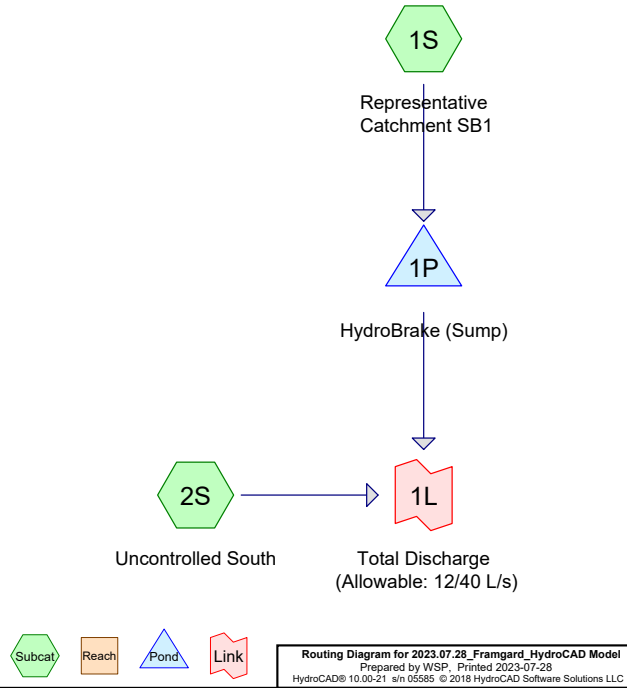 1S
Representative
Catchment SB1
1P
HydroBrake (Sump)
2S
1L
Uncontrolled South
Total Discharge
(Allowable: 12/40 L/s)
Subcat
Reach
Pond
Link
Routing Diagram for 2023.07.28_Framgard_HydroCAD Model
Prepared by WSP, Printed 2023-07-28
HydroCAD® 10.00-21 s/n 05585 © 2018 HydroCAD Software Solutions LLC